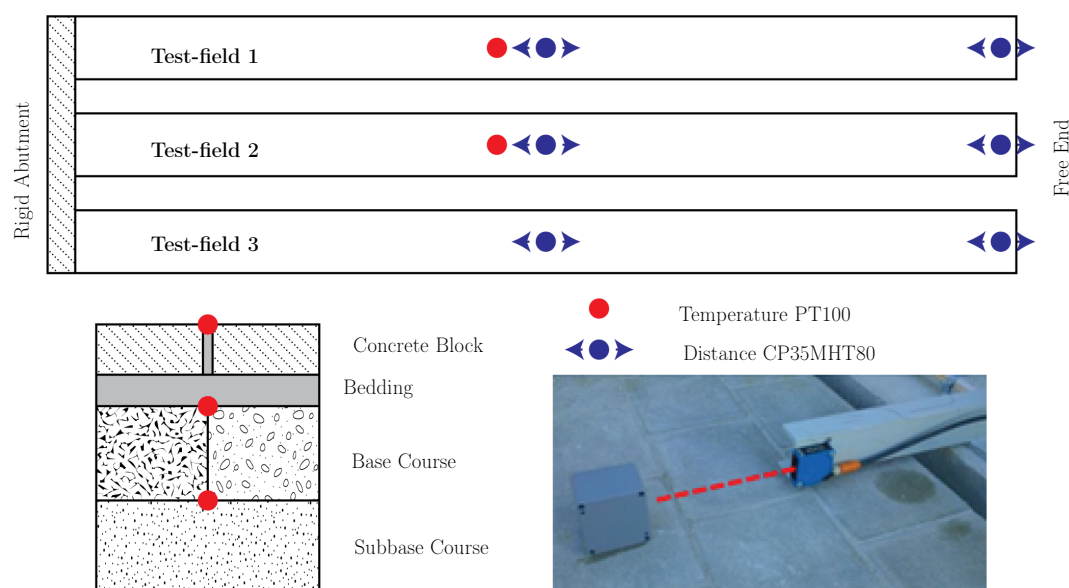 Test-field 1
Test-field 2
Test-field 3
Rigid Abutment
Free End
Temperature PT100
Distance CP35MHT80
Concrete Block
Bedding
Base Course
Subbase Course